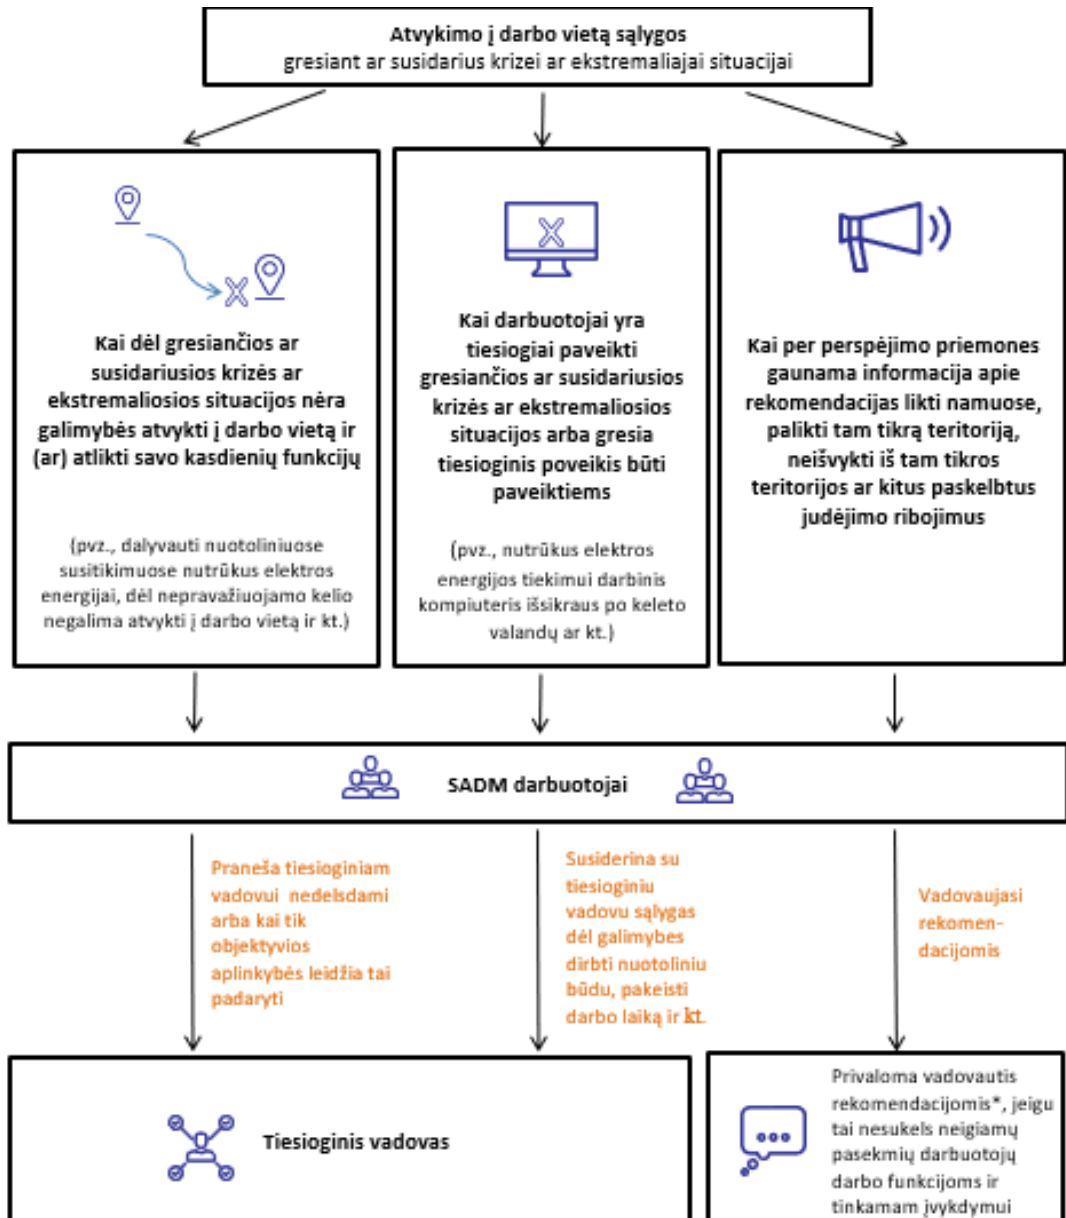 Atvykimo į darbo vietą sąlygos
gresiant ar susidarius krizei ar ekstremaliajai situacijai
Kai dėl gresiančios ar
susidariusios krizės ar
ekstremaliosios situacijos nėra
galimybės atvykti į darbo vietą ir
(ar) atlikti savo kasdienių funkcijų
(pvz., dalyvauti nuotoliniuose
susitikimuose nutrūkus elektros
energijai, dėl nepravažiuojamo kelio
negalima atvykti į darbo vietą ir kt.)
Kai darbuotojai yra
tiesiogiai paveikti
gresiančios ar susidariusios
krizės ar ekstremaliosios
situacijos arba gresia
tiesioginis poveikis būti
paveiktiems
(pvz., nutrūkus elektros
energijos tiekimui darbinis
kompiuteris išsikraus po keleto
valandų ar kt.)
Kai per perspėjimo priemones
gaunama informacija apie
rekomendacijas likti namuose,
palikti tam tikrą teritoriją,
neišvykti iš tam tikros
teritorijos ar kitus paskelbtus
judėjimo ribojimus
SADM darbuotojai
Praneša tiesioginiam
vadovui nedelsdami
arba kai tik
objektyvios
aplinkybės leidžia tai
padaryti
Susiderina su
tiesioginiu
vadovu sąlygas
dėl galimybes
dirbti nuotoliniu
būdu, pakeisti
darbo laiką ir kt.
Vadovaujasi
rekomen-
dacijomis
Tiesioginis vadovas
Privaloma vadovautis
rekomendacijomis*, jeigu
tai nesukels neigiamų
pasekmių darbuotojų
darbo funkcijoms ir
tinkamam įvykdymui